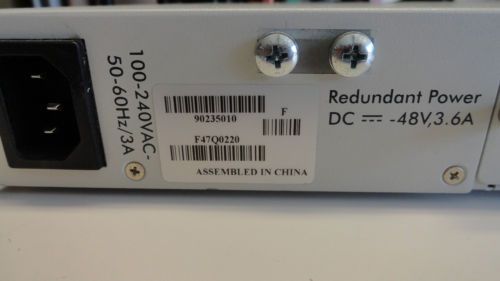 100-240VAC-
50-60Hz/3A
90235010
F
F47Q0220
ASSEMBLED IN CHINA
Redundant Power
DC ⎓ -48V,3.6A